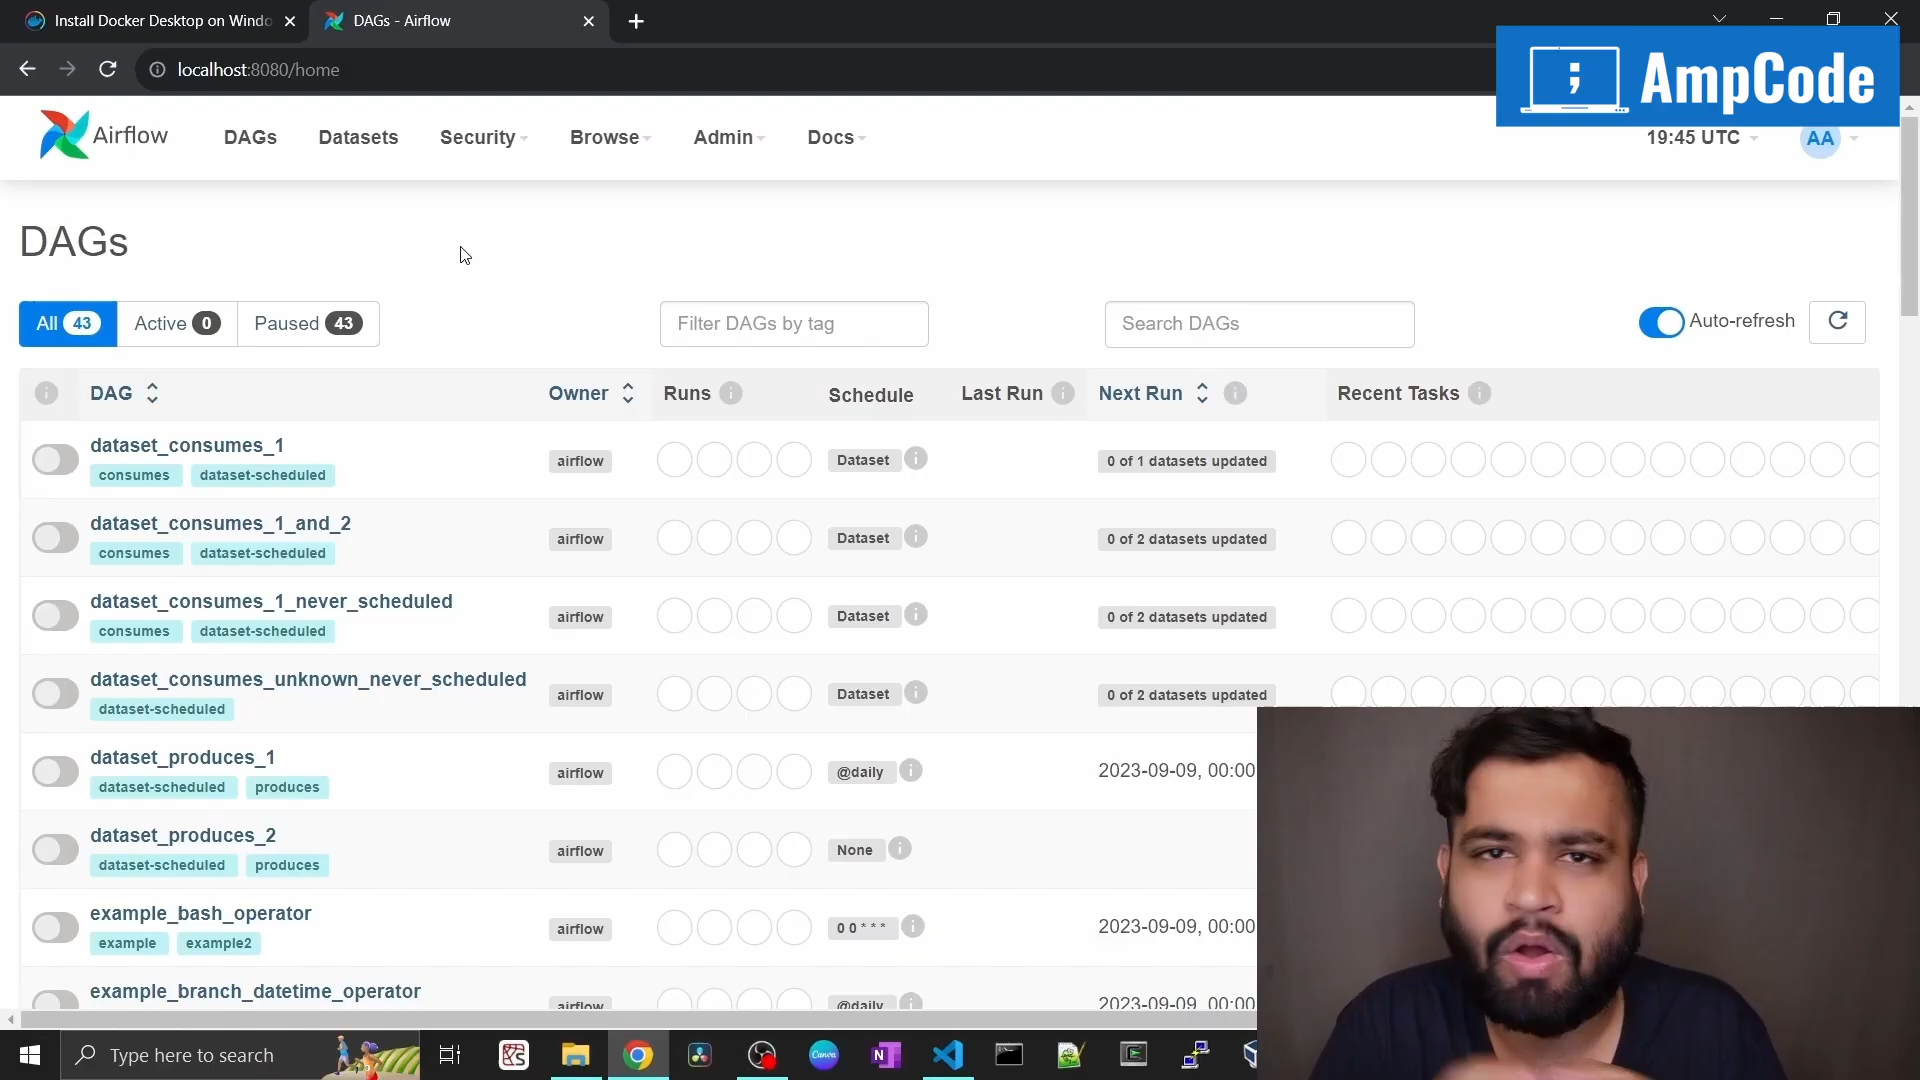 Install Docker Desktop on Windo
DAGs - Airflow
localhost:8080/home
; AmpCode
Airflow
DAGs
Datasets
Security
Browse
Admin
Docs
19:45 UTC
AA
DAGs
All 43
Active 0
Paused 43
Filter DAGs by tag
Search DAGs
Auto-refresh
i DAG Owner Runs i Schedule Last Run i Next Run i Recent Tasks i
dataset_consumes_1
consumes dataset-scheduled
airflow
Dataset i
0 of 1 datasets updated
dataset_consumes_1_and_2
consumes dataset-scheduled
airflow
Dataset i
0 of 2 datasets updated
dataset_consumes_1_never_scheduled
consumes dataset-scheduled
airflow
Dataset i
0 of 2 datasets updated
dataset_consumes_unknown_never_scheduled
dataset-scheduled
airflow
Dataset i
0 of 2 datasets updated
dataset_produces_1
dataset-scheduled produces
airflow
@daily i
2023-09-09, 00:00
dataset_produces_2
dataset-scheduled produces
airflow
None i
example_bash_operator
example example2
airflow
0 0 * * * i
2023-09-09, 00:00
example_branch_datetime_operator
airflow
@daily i
2023-09-09, 00:00
Type here to search
Canva
N